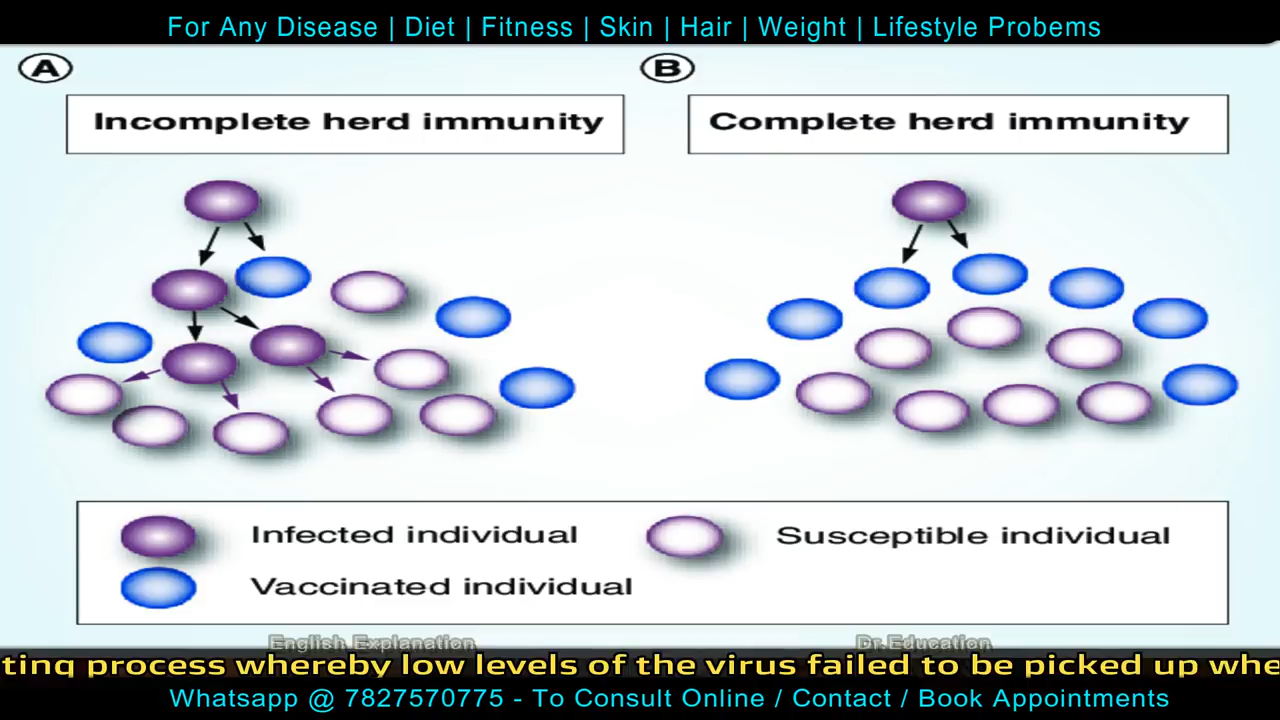 For Any Disease | Diet | Fitness | Skin | Hair | Weight | Lifestyle Probems
A
B
Incomplete herd immunity
Complete herd immunity
Infected individual
Susceptible individual
Vaccinated individual
English Explanation
Dr.Education
ting process whereby low levels of the virus failed to be picked up whe
Whatsapp @ 7827570775 - To Consult Online / Contact / Book Appointments